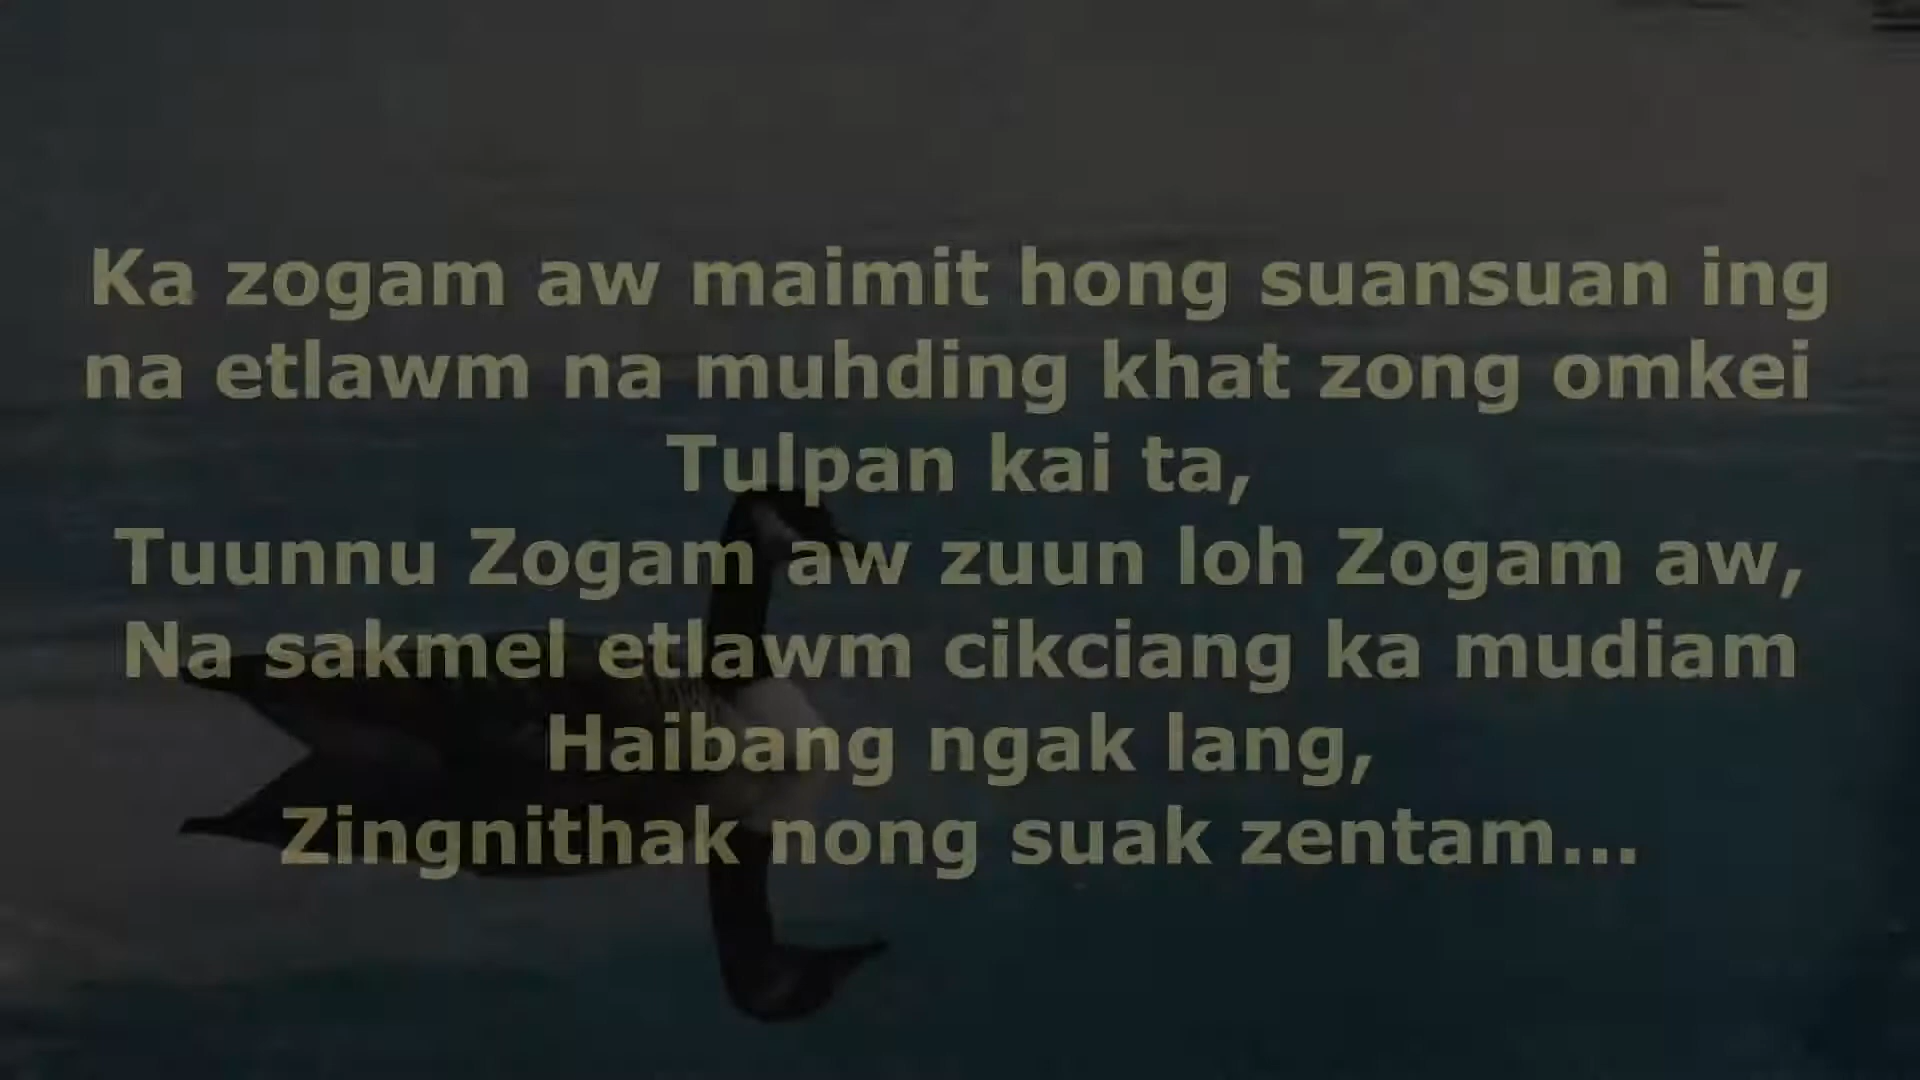 Ka zogam aw maimit hong suansuan ing
na etlawm na muhding khat zong omkei
Tulpan kai ta,
Tuunnu Zogam aw zuun loh Zogam aw,
Na sakmel etlawm cikciang ka mudiam
Haibang ngak lang,
Zingnithak nong suak zentam...